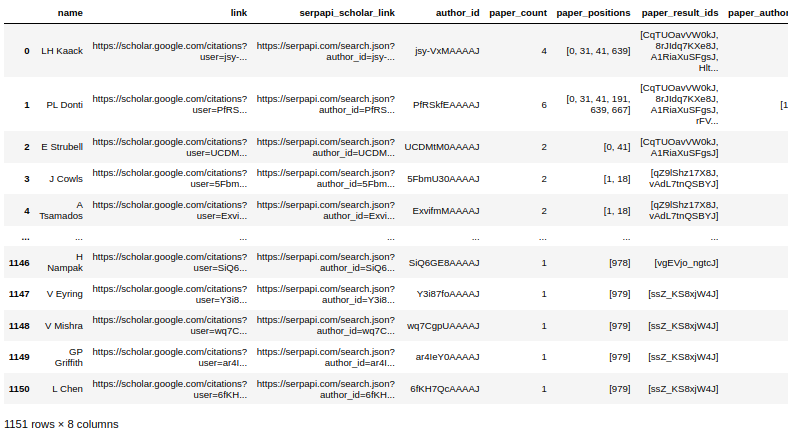 name link serpapi_scholar_link author_id paper_count paper_positions paper_result_ids paper_author
0 LH Kaack https://scholar.google.com/citations?user=jsy-... https://serpapi.com/search.json?author_id=jsy-... jsy-VxMAAAAJ 4 [0, 31, 41, 639] [CqTUOavVW0kJ, 8rJIdq7KXe8J, A1RiaXuSFgsJ, Hlt...
1 PL Donti https://scholar.google.com/citations?user=PfRS... https://serpapi.com/search.json?author_id=PfRS... PfRSkfEAAAAJ 6 [0, 31, 41, 191, 639, 667] [CqTUOavVW0kJ, 8rJIdq7KXe8J, A1RiaXuSFgsJ, rFV... [1
2 E Strubell https://scholar.google.com/citations?user=UCDM... https://serpapi.com/search.json?author_id=UCDM... UCDMtM0AAAAJ 2 [0, 41] [CqTUOavVW0kJ, A1RiaXuSFgsJ]
3 J Cowls https://scholar.google.com/citations?user=5Fbm... https://serpapi.com/search.json?author_id=5Fbm... 5FbmU30AAAAJ 2 [1, 18] [qZ9lShz17X8J, vAdL7tnQSBYJ]
4 A Tsamados https://scholar.google.com/citations?user=Exvi... https://serpapi.com/search.json?author_id=Exvi... ExvifmMAAAAJ 2 [1, 18] [qZ9lShz17X8J, vAdL7tnQSBYJ]
... ... ... ... ... ... ... ...
1146 H Nampak https://scholar.google.com/citations?user=SiQ6... https://serpapi.com/search.json?author_id=SiQ6... SiQ6GE8AAAAJ 1 [978] [vgEVjo_ngtcJ]
1147 V Eyring https://scholar.google.com/citations?user=Y3i8... https://serpapi.com/search.json?author_id=Y3i8... Y3i87foAAAAJ 1 [979] [ssZ_KS8xjW4J]
1148 V Mishra https://scholar.google.com/citations?user=wq7C... https://serpapi.com/search.json?author_id=wq7C... wq7CgpUAAAAJ 1 [979] [ssZ_KS8xjW4J]
1149 GP Griffith https://scholar.google.com/citations?user=ar4I... https://serpapi.com/search.json?author_id=ar4I... ar4IeY0AAAAJ 1 [979] [ssZ_KS8xjW4J]
1150 L Chen https://scholar.google.com/citations?user=6fKH... https://serpapi.com/search.json?author_id=6fKH... 6fKH7QcAAAAJ 1 [979] [ssZ_KS8xjW4J]
1151 rows × 8 columns